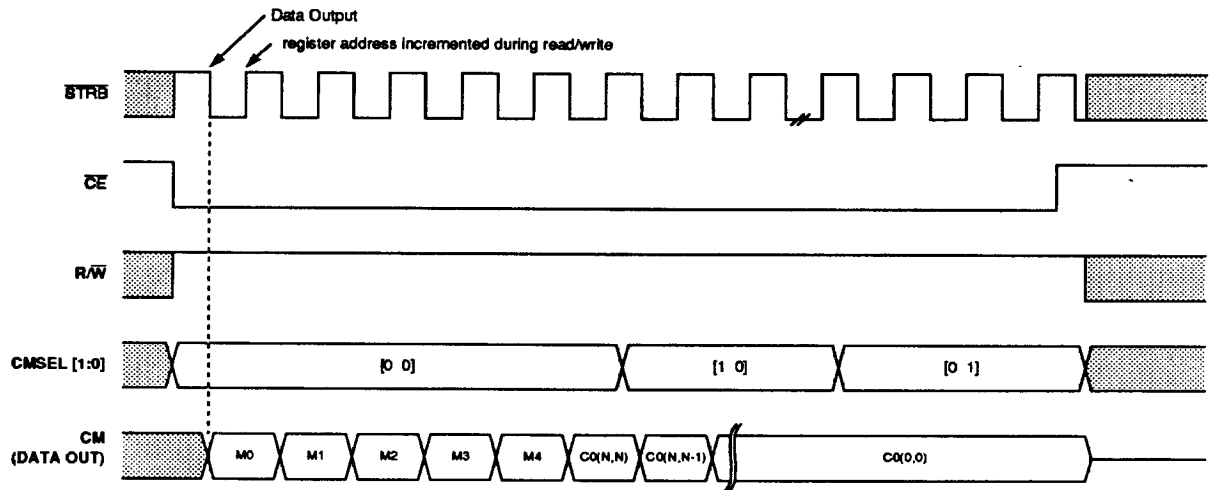 Data Output
register address incremented during read/write
STRB
CE
R/W
CMSEL [1:0]
[0 0]
[1 0]
[0 1]
CM
(DATA OUT)
M0
M1
M2
M3
M4
C0(N,N)
C0(N,N-1)
C0(0,0)